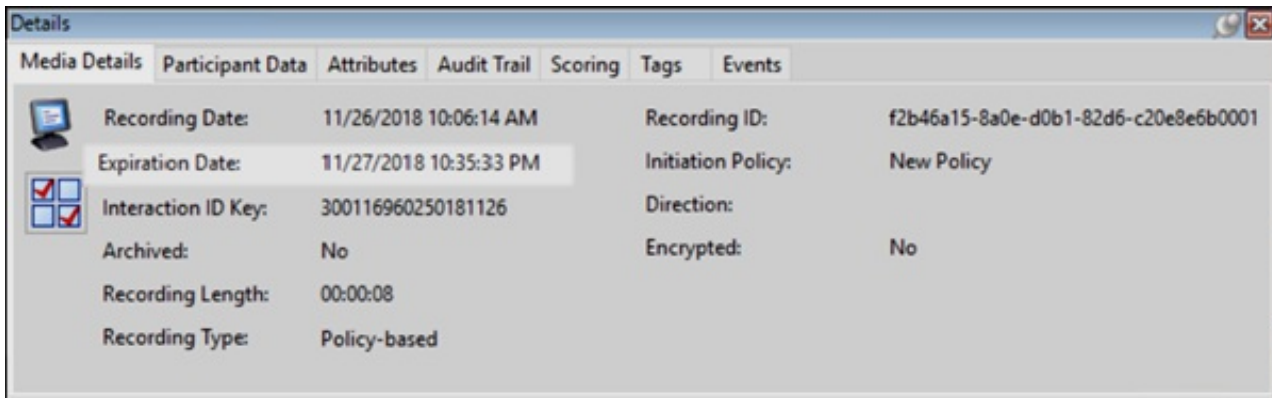 Details
Media Details Participant Data Attributes Audit Trail Scoring Tags Events
Recording Date: 11/26/2018 10:06:14 AM Recording ID: f2b46a15-8a0e-d0b1-82d6-c20e8e6b0001
Expiration Date: 11/27/2018 10:35:33 PM Initiation Policy: New Policy
Interaction ID Key: 300116960250181126 Direction:
Archived: No Encrypted: No
Recording Length: 00:00:08
Recording Type: Policy-based